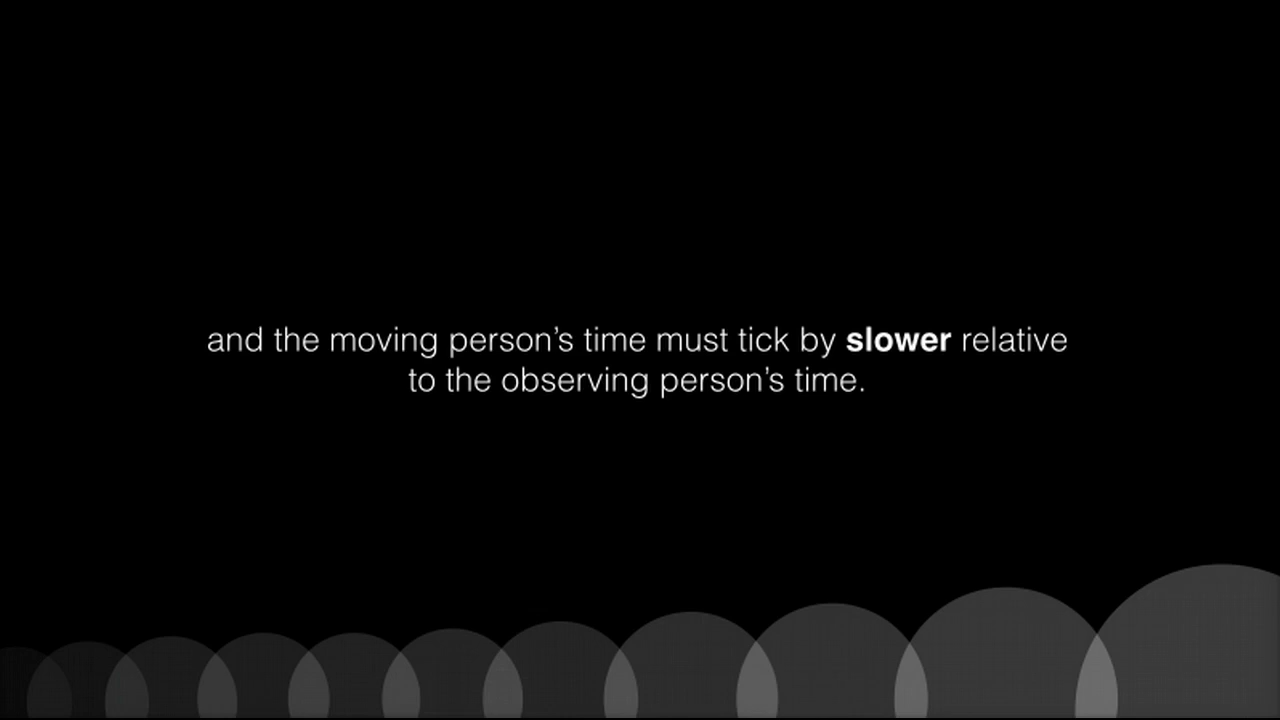 and the moving person’s time must tick by slower relative
to the observing person’s time.